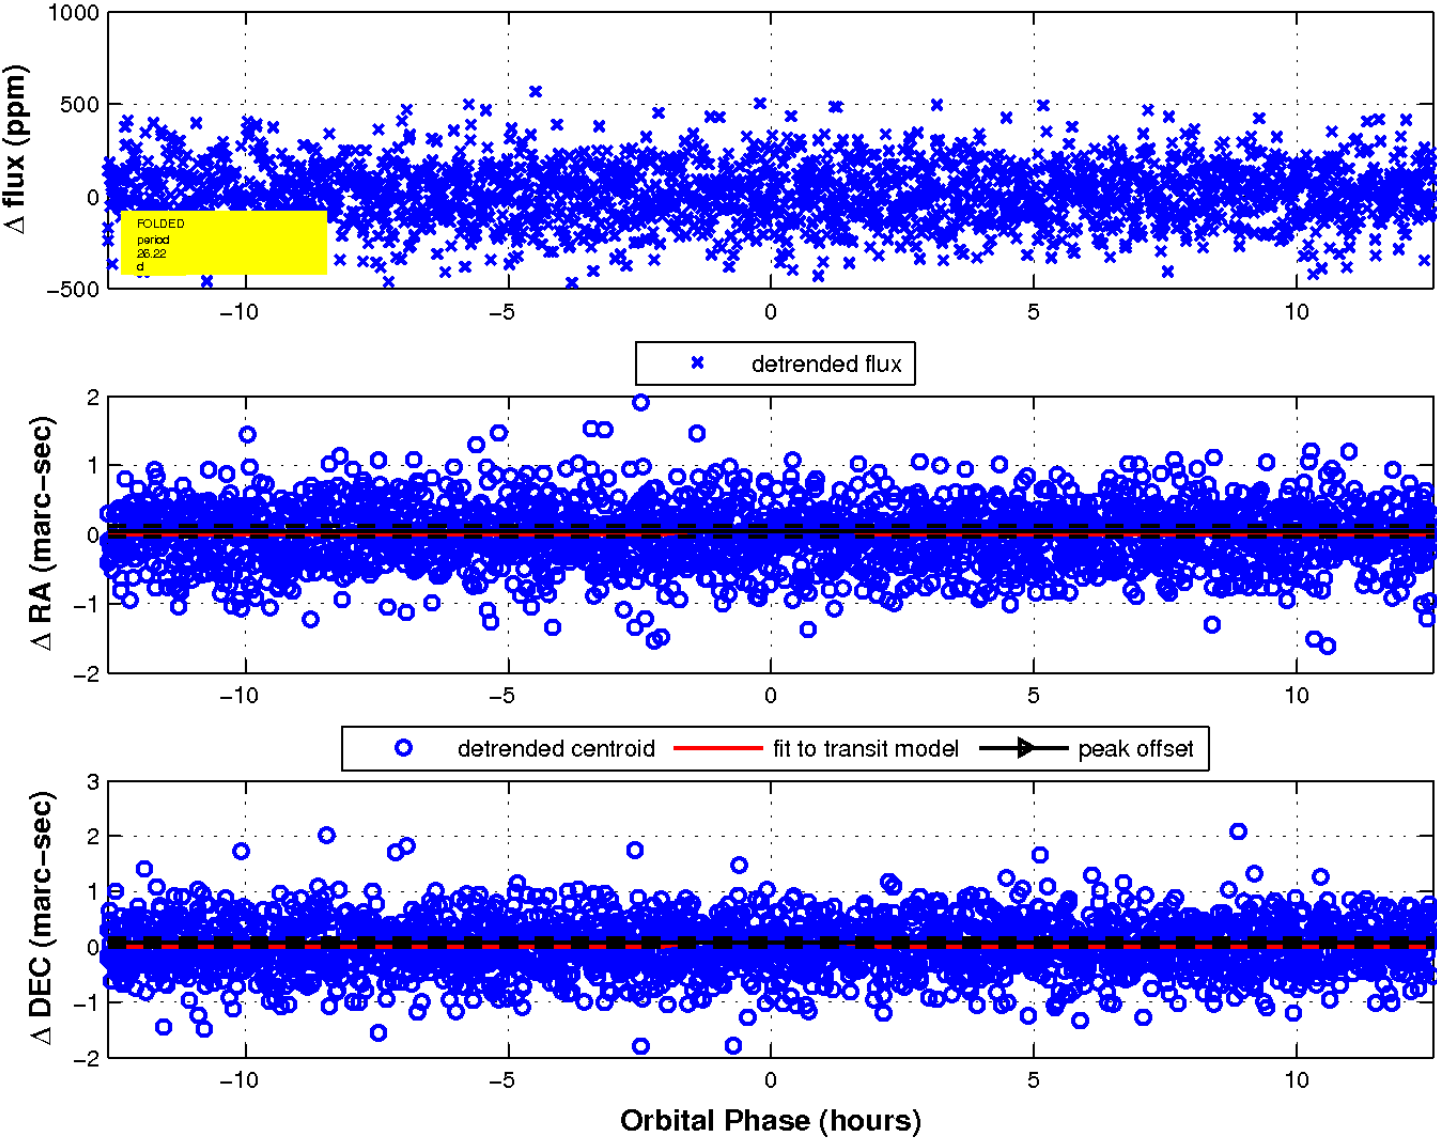 1000
500
0
−500
Δ flux (ppm)
FOLDED
period
26.22
d
−10 −5 0 5 10
detrended flux
2
1
0
−1
−2
Δ RA (marc−sec)
−10 −5 0 5 10
detrended centroid fit to transit model peak offset
3
2
1
0
−1
−2
Δ DEC (marc−sec)
−10 −5 0 5 10
Orbital Phase (hours)